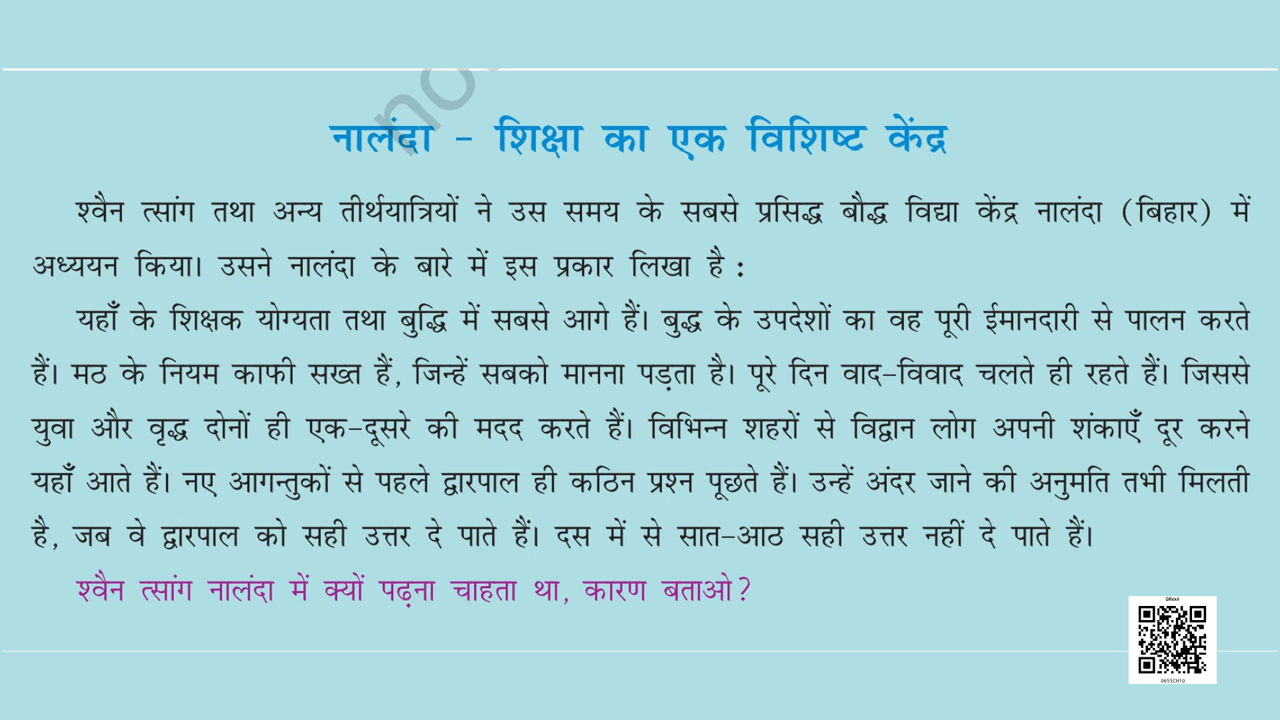 नालंदा – शिक्षा का एक विशिष्ट केंद्र
श्वैन त्सांग तथा अन्य तीर्थयात्रियों ने उस समय के सबसे प्रसिद्ध बौद्ध विद्या केंद्र नालंदा (बिहार) में
अध्ययन किया। उसने नालंदा के बारे में इस प्रकार लिखा है :
यहाँ के शिक्षक योग्यता तथा बुद्धि में सबसे आगे हैं। बुद्ध के उपदेशों का वह पूरी ईमानदारी से पालन करते
हैं। मठ के नियम काफी सख्त हैं, जिन्हें सबको मानना पड़ता है। पूरे दिन वाद–विवाद चलते ही रहते हैं। जिससे
युवा और वृद्ध दोनों ही एक–दूसरे की मदद करते हैं। विभिन्न शहरों से विद्वान लोग अपनी शंकाएँ दूर करने
यहाँ आते हैं। नए आगन्तुकों से पहले द्वारपाल ही कठिन प्रश्न पूछते हैं। उन्हें अंदर जाने की अनुमति तभी मिलती
है, जब वे द्वारपाल को सही उत्तर दे पाते हैं। दस में से सात–आठ सही उत्तर नहीं दे पाते हैं।
श्वैन त्सांग नालंदा में क्यों पढ़ना चाहता था, कारण बताओ?
0655CH10